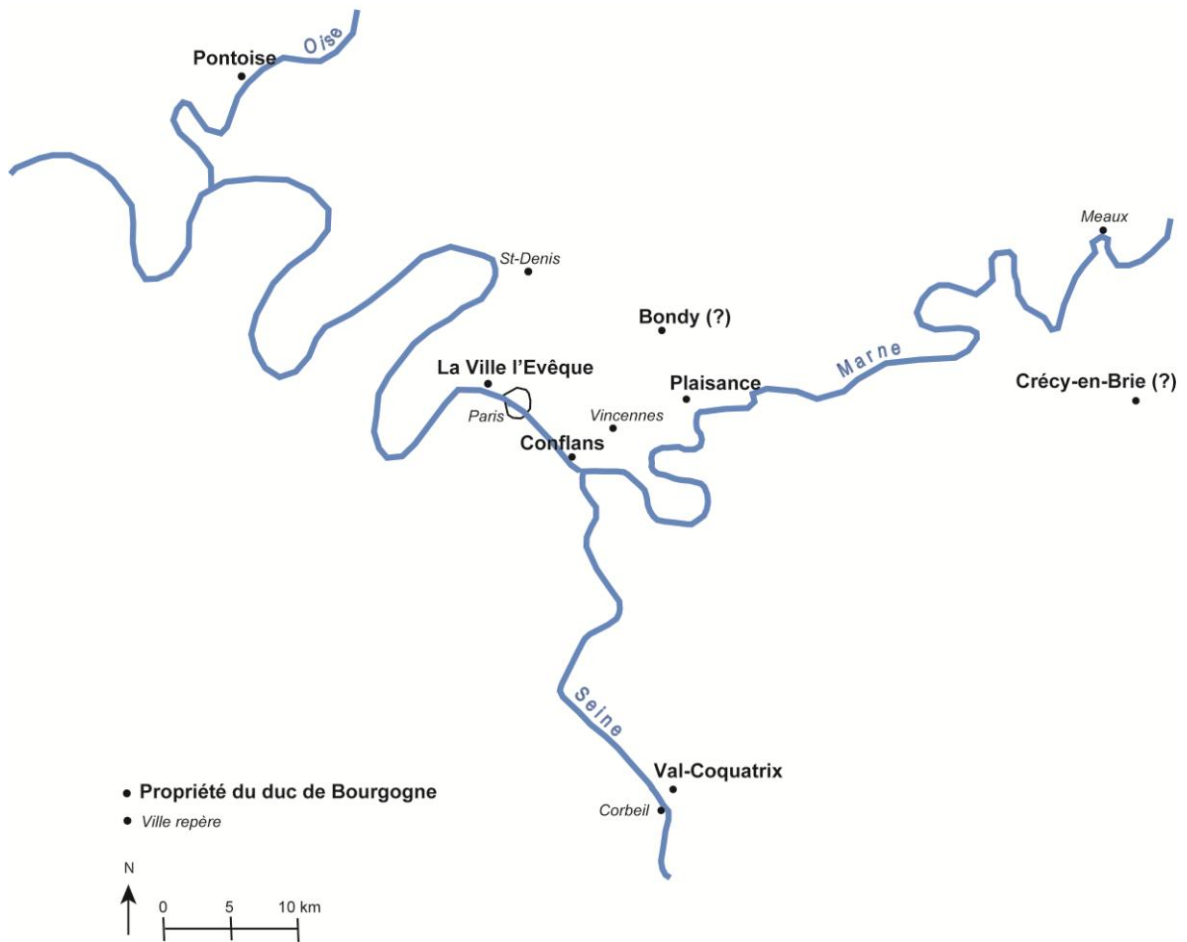 Oise
Pontoise
Meaux
St-Denis
Bondy (?)
Marne
La Ville l'Evêque
Plaisance
Crécy-en-Brie (?)
Paris
Vincennes
Conflans
Seine
Val-Coquatrix
Corbeil
Propriété du duc de Bourgogne
Ville repère
N
0 5 10 km